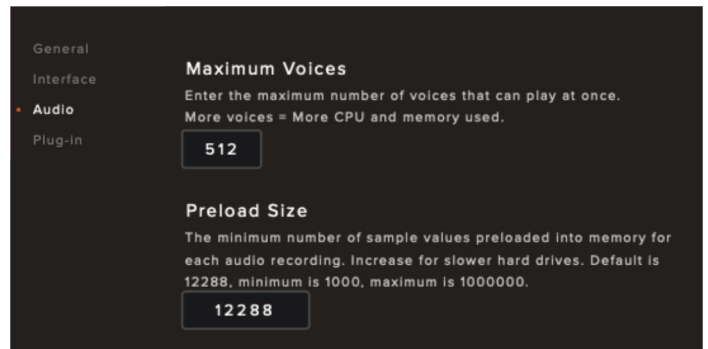 General
Interface
Audio
Plug-in
Maximum Voices
Enter the maximum number of voices that can play at once.
More voices = More CPU and memory used.
512
Preload Size
The minimum number of sample values preloaded into memory for
each audio recording. Increase for slower hard drives. Default is
12288, minimum is 1000, maximum is 1000000.
12288